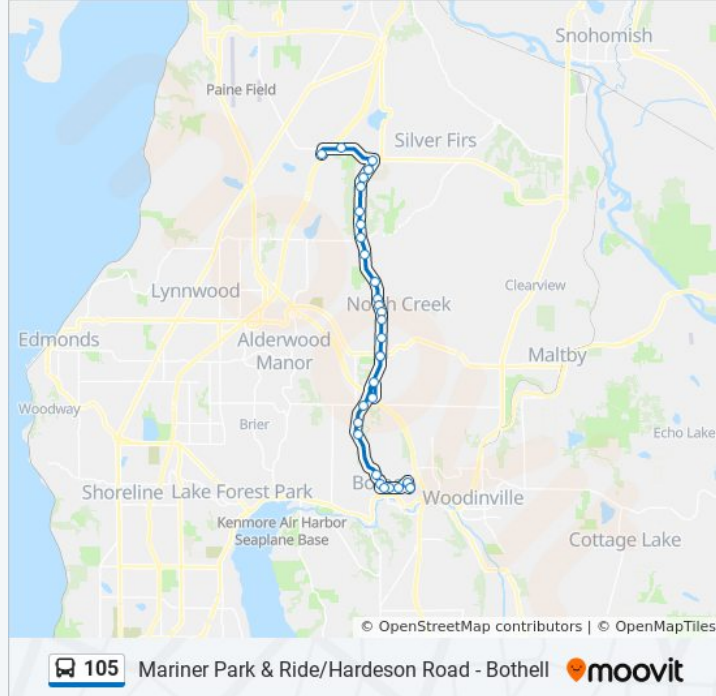 Snohomish
Paine Field
Silver Firs
Lynnwood
North Creek
Clearview
Edmonds
Alderwood
Manor
Maltby
Woodway
Brier
Echo Lake
Bo
Shoreline
Lake Forest Park
Woodinville
Kenmore Air Harbor
Seaplane Base
Cottage Lake
© OpenStreetMap contributors | © OpenMapTiles
105
Mariner Park & Ride/Hardeson Road - Bothell
moovit